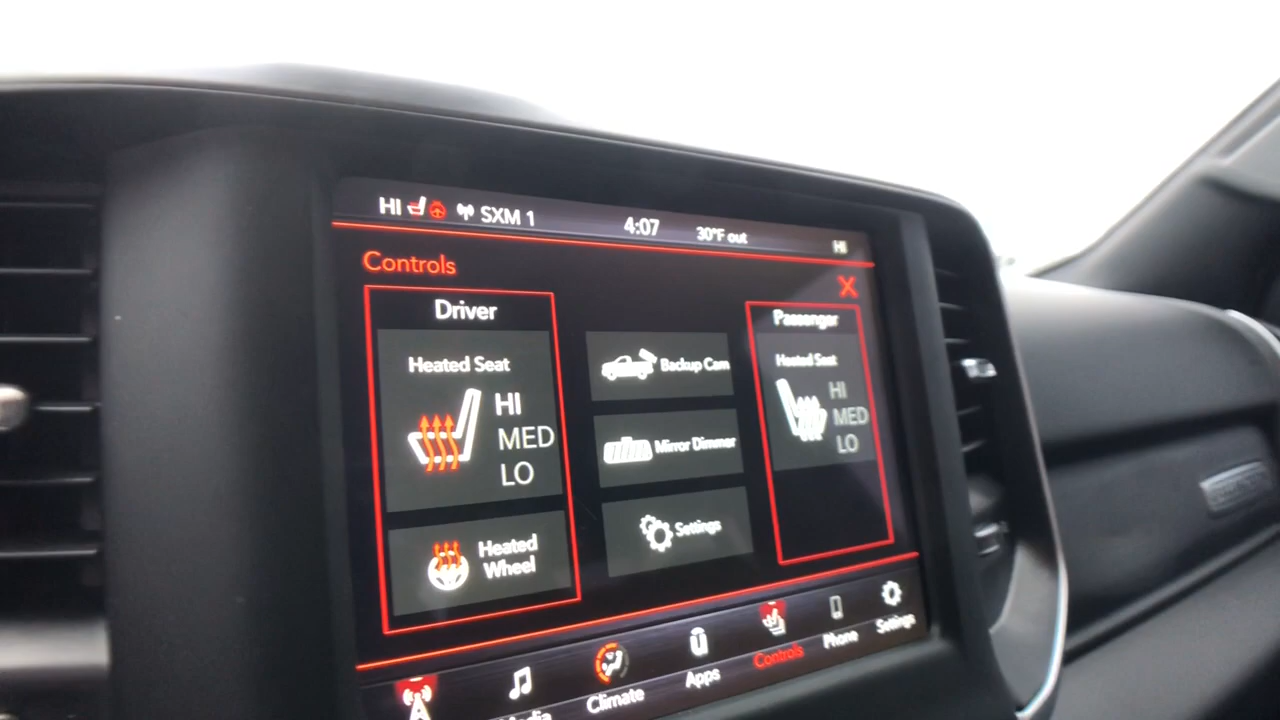 HI SXM 1 4:07 30°F out HI
Controls
X
Driver
Heated Seat
HI
MED
LO
Heated
Wheel
Backup Cam
Mirror Dimmer
Settings
Passenger
Heated Seat
HI
MED
LO
Media
Climate
Apps
Controls
Phone
Settings